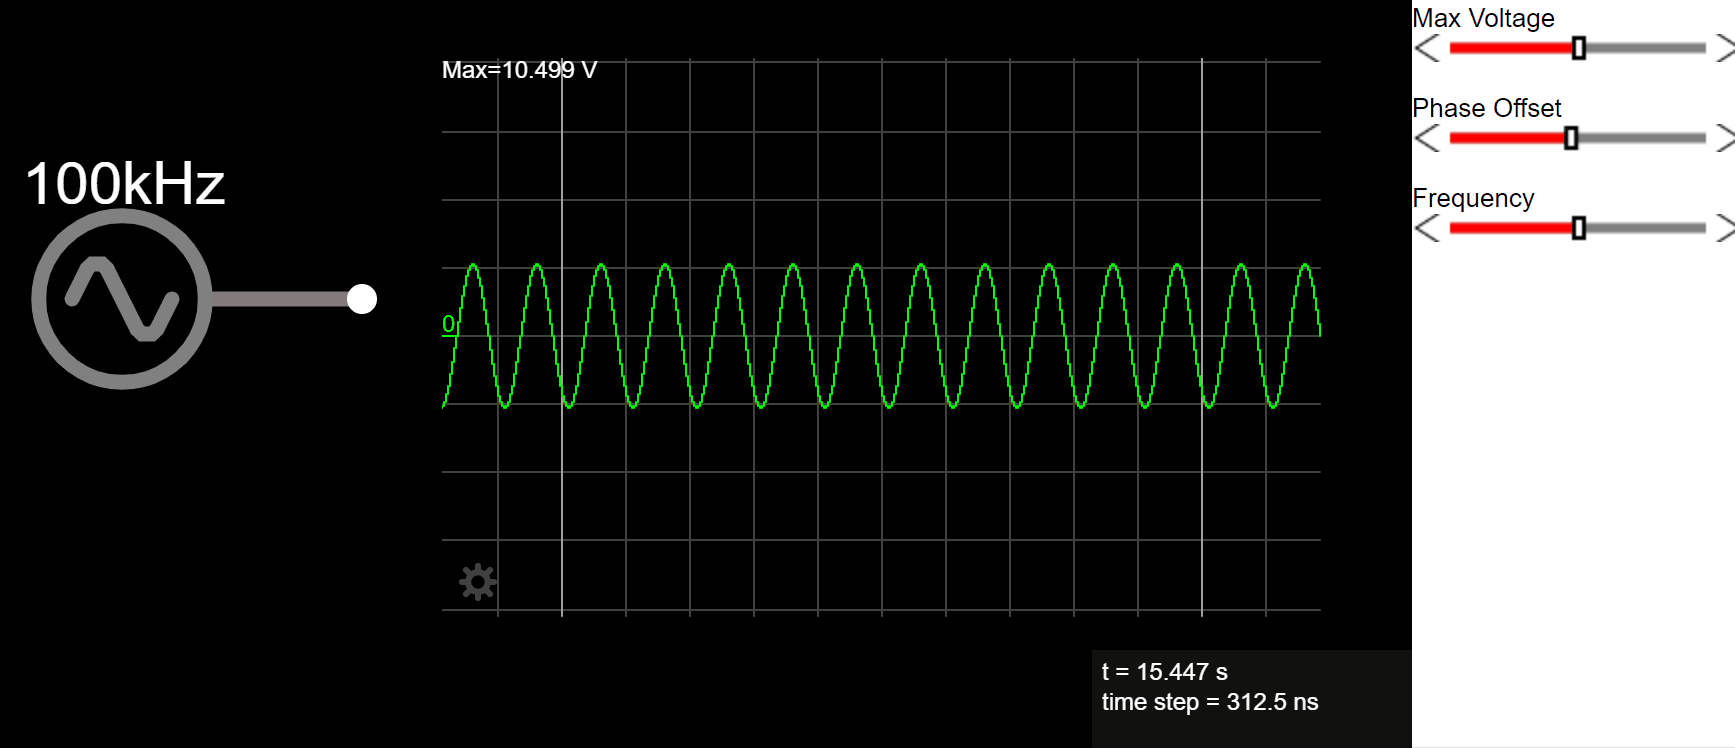 Max Voltage
Max=10.499 V
Phase Offset
100kHz
Frequency
0
t = 15.447 s
time step = 312.5 ns